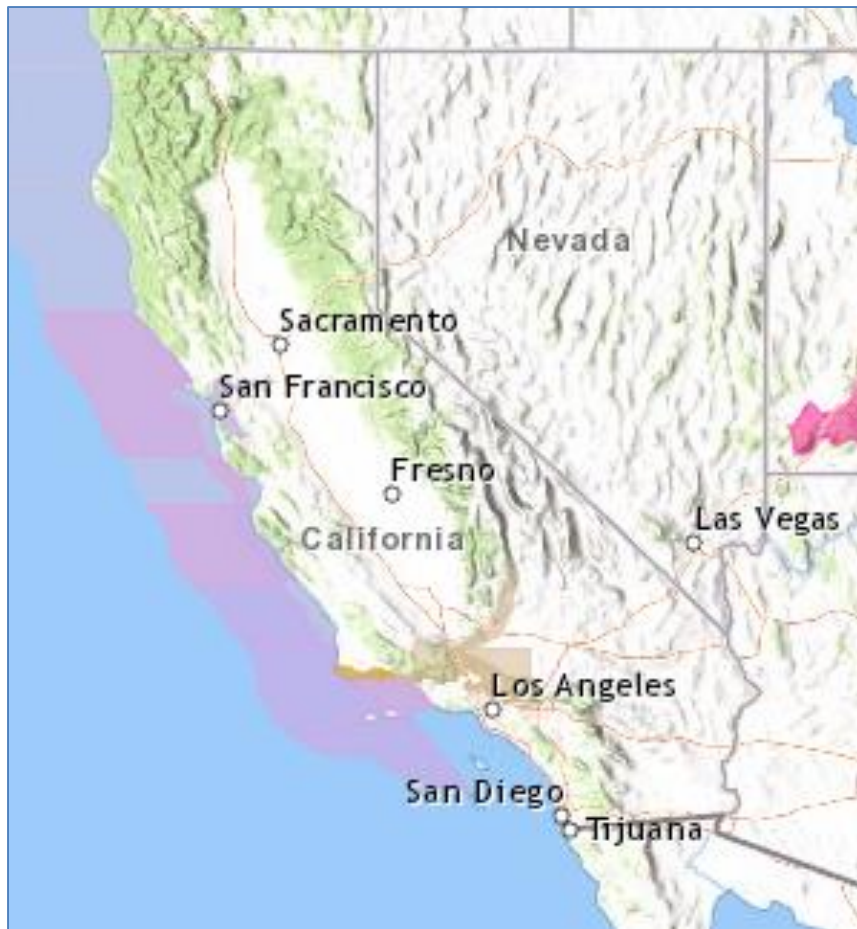 Nevada
Sacramento
San Francisco
Fresno
Las Vegas
California
Los Angeles
San Diego
Tijuana